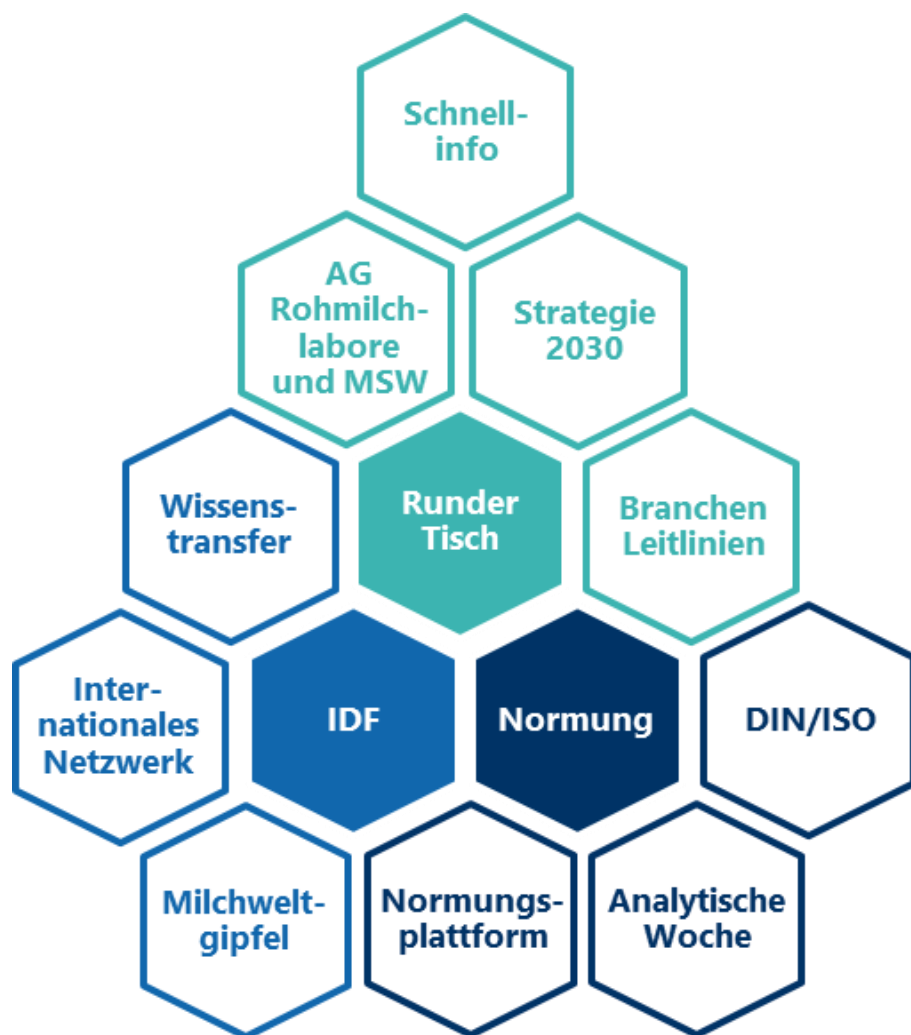 Schnell-
info
AG
Rohmilch-
labore
und MSW
Strategie
2030
Wissens-
transfer
Runder
Tisch
Branchen
Leitlinien
Inter-
nationales
Netzwerk
IDF
Normung
DIN/ISO
Milchwelt-
gipfel
Normungs-
plattform
Analytische
Woche